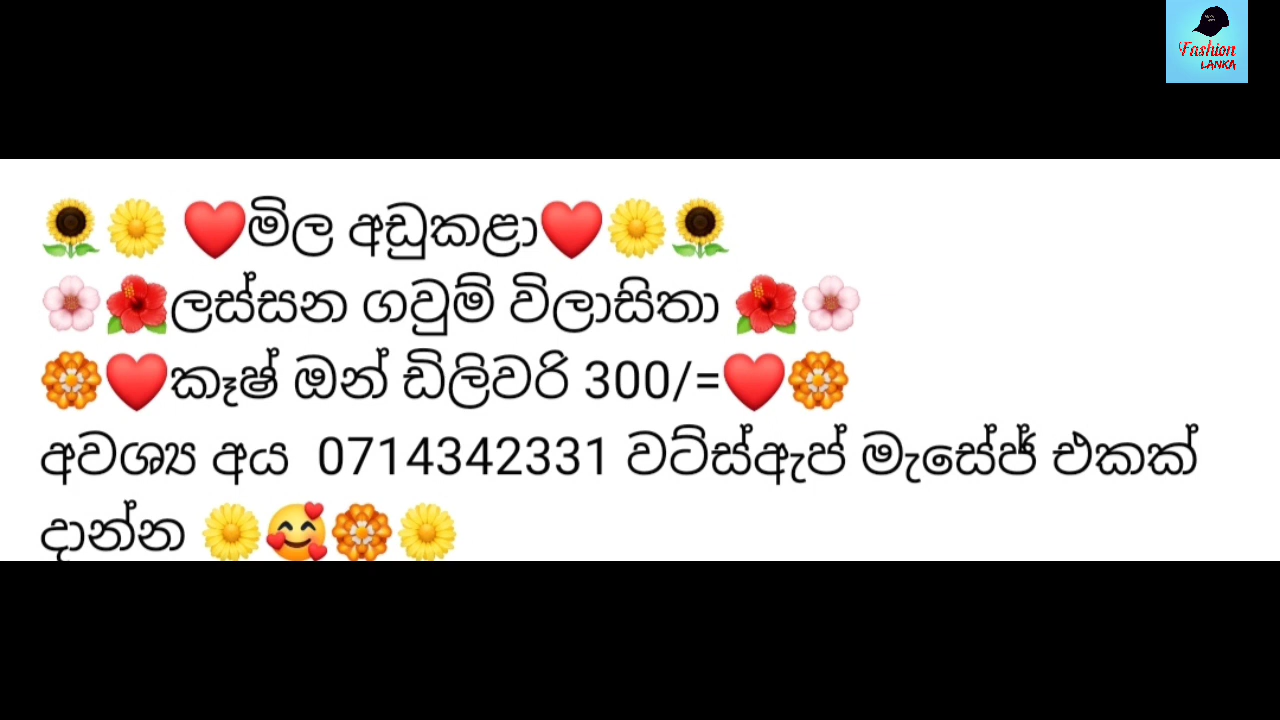 Fashion
LANKA
🌻🌼 ❤️මිල අඩුකළා❤️🌼🌻
🌸🌺ලස්සන ගවුම් විලාසිතා 🌺🌸
🏵️❤️කෑෂ් ඔන් ඩිලිවරි 300/=❤️🏵️
අවශ්‍ය අය 0714342331 වට්ස්ඇප් මැසේජ් එකක්
දාන්න 🌼🥰🏵️🌼